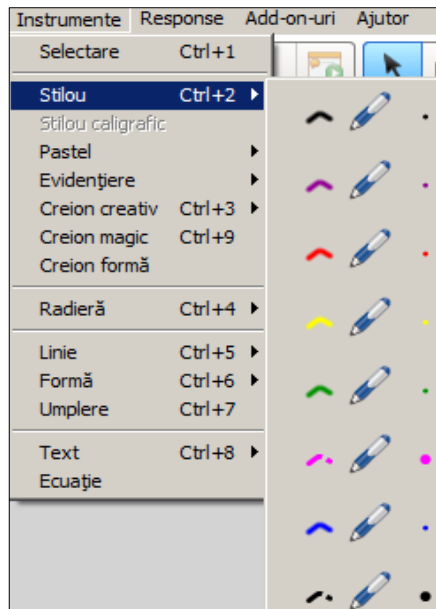 Instrumente Response Add-on-uri Ajutor
Selectare Ctrl+1
Stilou Ctrl+2
Stilou caligrafic
Pastel
Evidenţiere
Creion creativ Ctrl+3
Creion magic Ctrl+9
Creion formă
Radieră Ctrl+4
Linie Ctrl+5
Formă Ctrl+6
Umplere Ctrl+7
Text Ctrl+8
Ecuaţie